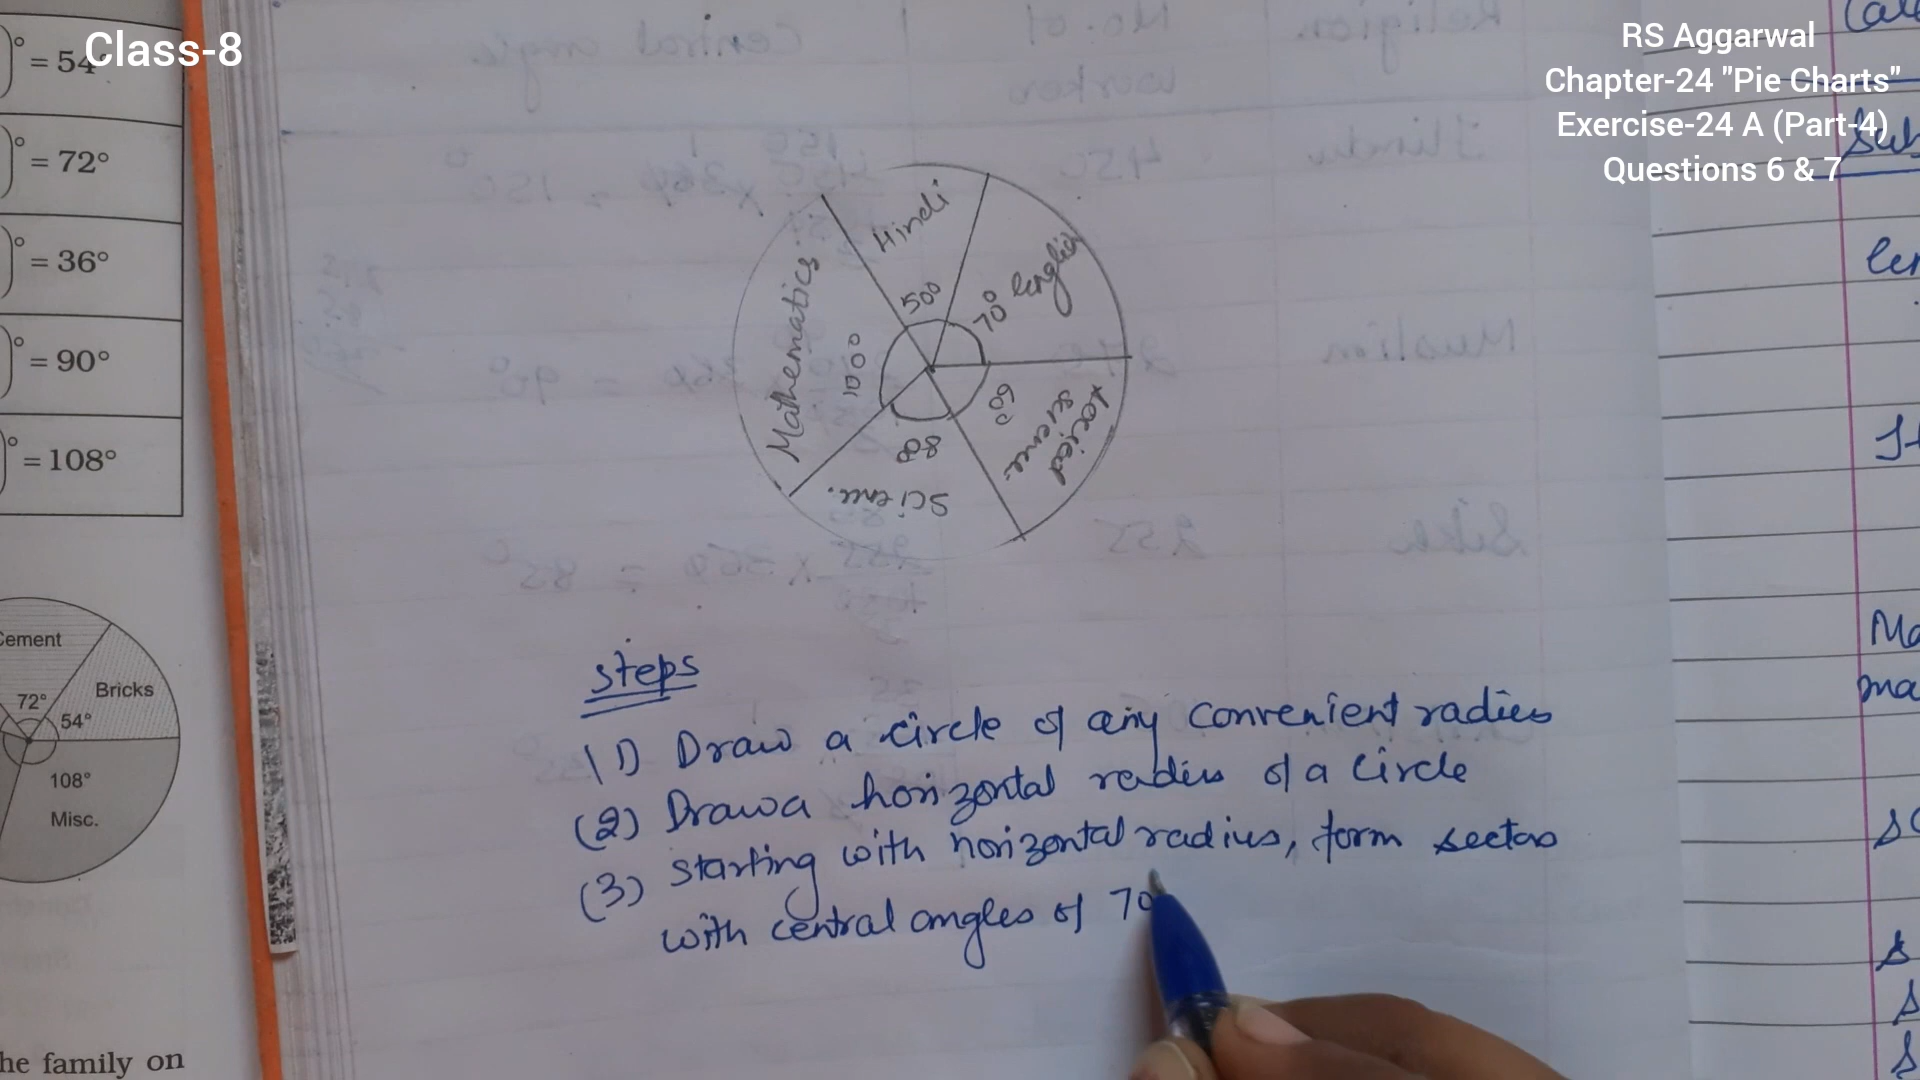 Class-8
RS Aggarwal
Chapter-24 "Pie Charts"
Exercise-24 A (Part-4)
Questions 6 & 7
)° = 54
)° = 72°
)° = 36°
)° = 90°
)° = 108°
Cement
72°
Bricks
54°
108°
Misc.
he family on
Hindi
50°
English
70°
Mathematics
100°
60°
Social
Science
80°
Science.
Steps
(1) Draw a circle of any convenient radius
(2) Draw a horizontal radius of a circle
(3) Starting with horizontal radius, form sectors
with central angles of 70